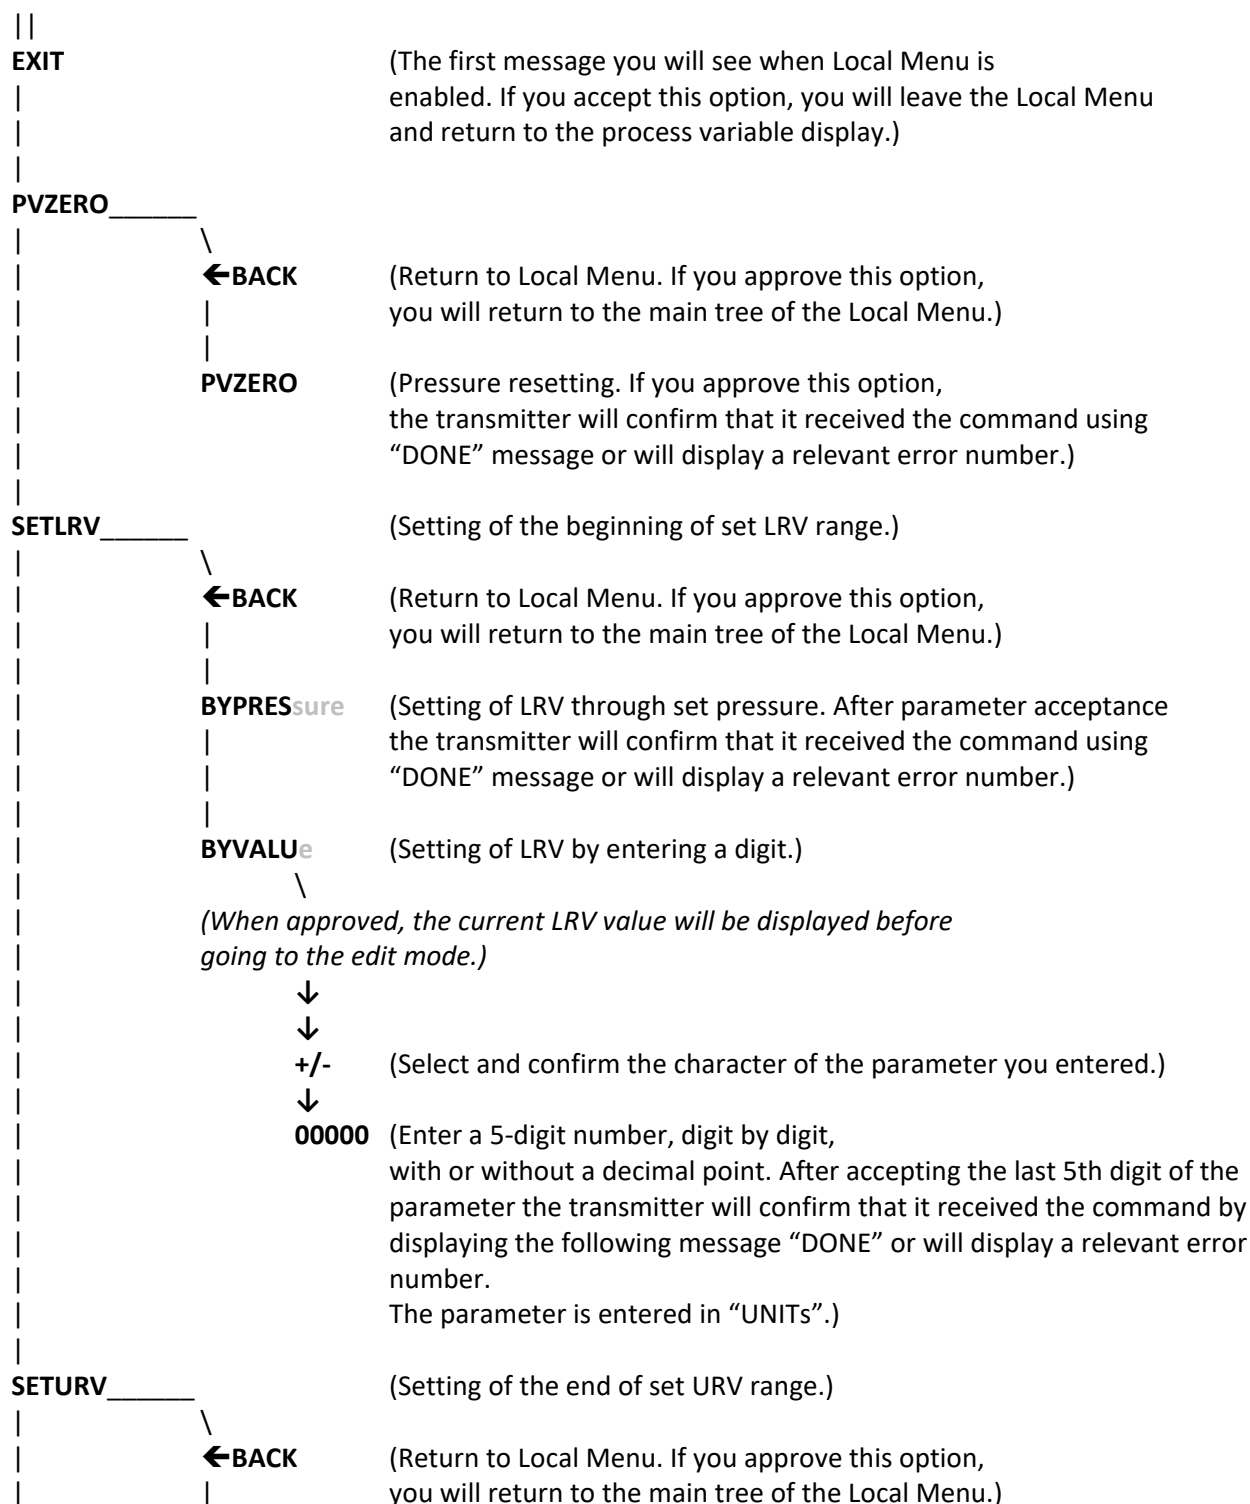 EXIT (The first message you will see when Local Menu is
enabled. If you accept this option, you will leave the Local Menu
and return to the process variable display.)
PVZERO______
←BACK (Return to Local Menu. If you approve this option,
you will return to the main tree of the Local Menu.)
PVZERO (Pressure resetting. If you approve this option,
the transmitter will confirm that it received the command using
“DONE” message or will display a relevant error number.)
SETLRV______ (Setting of the beginning of set LRV range.)
←BACK (Return to Local Menu. If you approve this option,
you will return to the main tree of the Local Menu.)
BYPRESsure (Setting of LRV through set pressure. After parameter acceptance
the transmitter will confirm that it received the command using
“DONE” message or will display a relevant error number.)
BYVALUe (Setting of LRV by entering a digit.)
(When approved, the current LRV value will be displayed before
going to the edit mode.)
↓
↓
+/- (Select and confirm the character of the parameter you entered.)
↓
00000 (Enter a 5-digit number, digit by digit,
with or without a decimal point. After accepting the last 5th digit of the
parameter the transmitter will confirm that it received the command by
displaying the following message “DONE” or will display a relevant error
number.
The parameter is entered in “UNITs”.)
SETURV______ (Setting of the end of set URV range.)
←BACK (Return to Local Menu. If you approve this option,
you will return to the main tree of the Local Menu.)